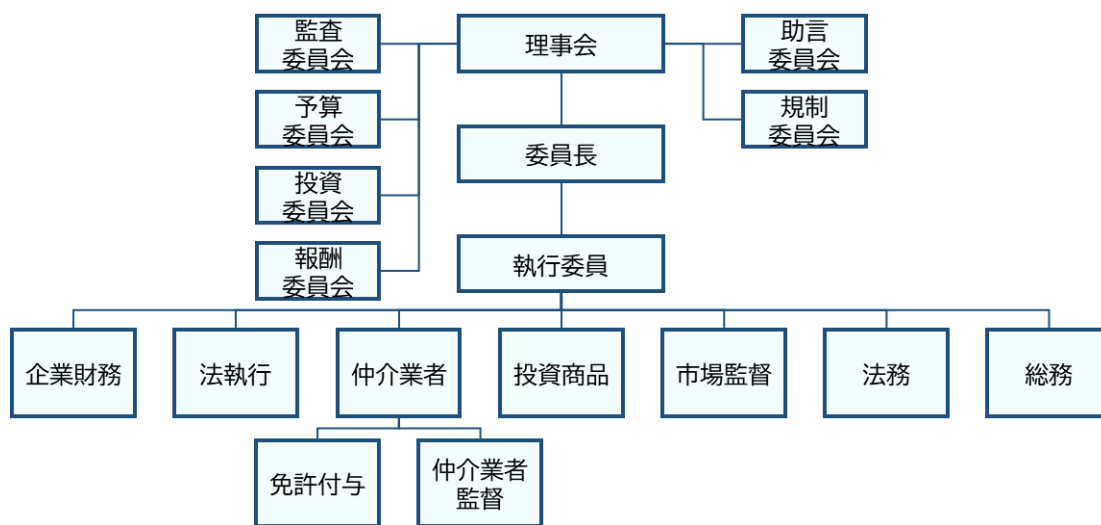 監査
委員会
理事会
助言
委員会
予算
委員会
規制
委員会
委員長
投資
委員会
報酬
委員会
執行委員
企業財務
法執行
仲介業者
投資商品
市場監督
法務
総務
免許付与
仲介業者
監督